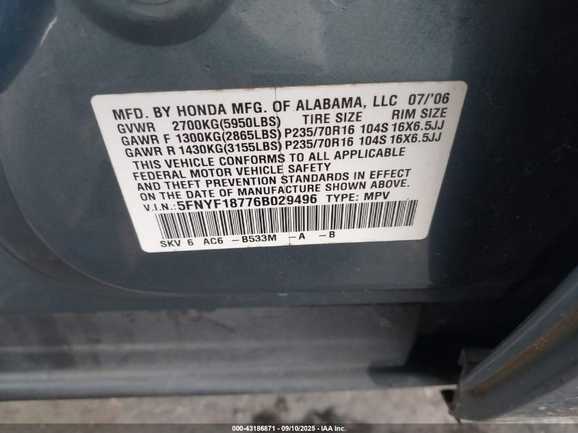 MFD. BY HONDA MFG. OF ALABAMA, LLC 07/'06
GVWR 2700KG(5950LBS) TIRE SIZE RIM SIZE
GAWR F 1300KG(2865LBS) P235/70R16 104S 16X6.5JJ
GAWR R 1430KG(3155LBS) P235/70R16 104S 16X6.5JJ
THIS VEHICLE CONFORMS TO ALL APPLICABLE
FEDERAL MOTOR VEHICLE SAFETY
AND THEFT PREVENTION STANDARDS IN EFFECT
ON THE DATE OF MANUFACTURE SHOWN ABOVE.
V.I.N.: 5FNYF18776B029496 TYPE: MPV
SKV 6 AC6 -B533M -A -B
000-43186871 - 09/10/2025 - IAAI, Inc.